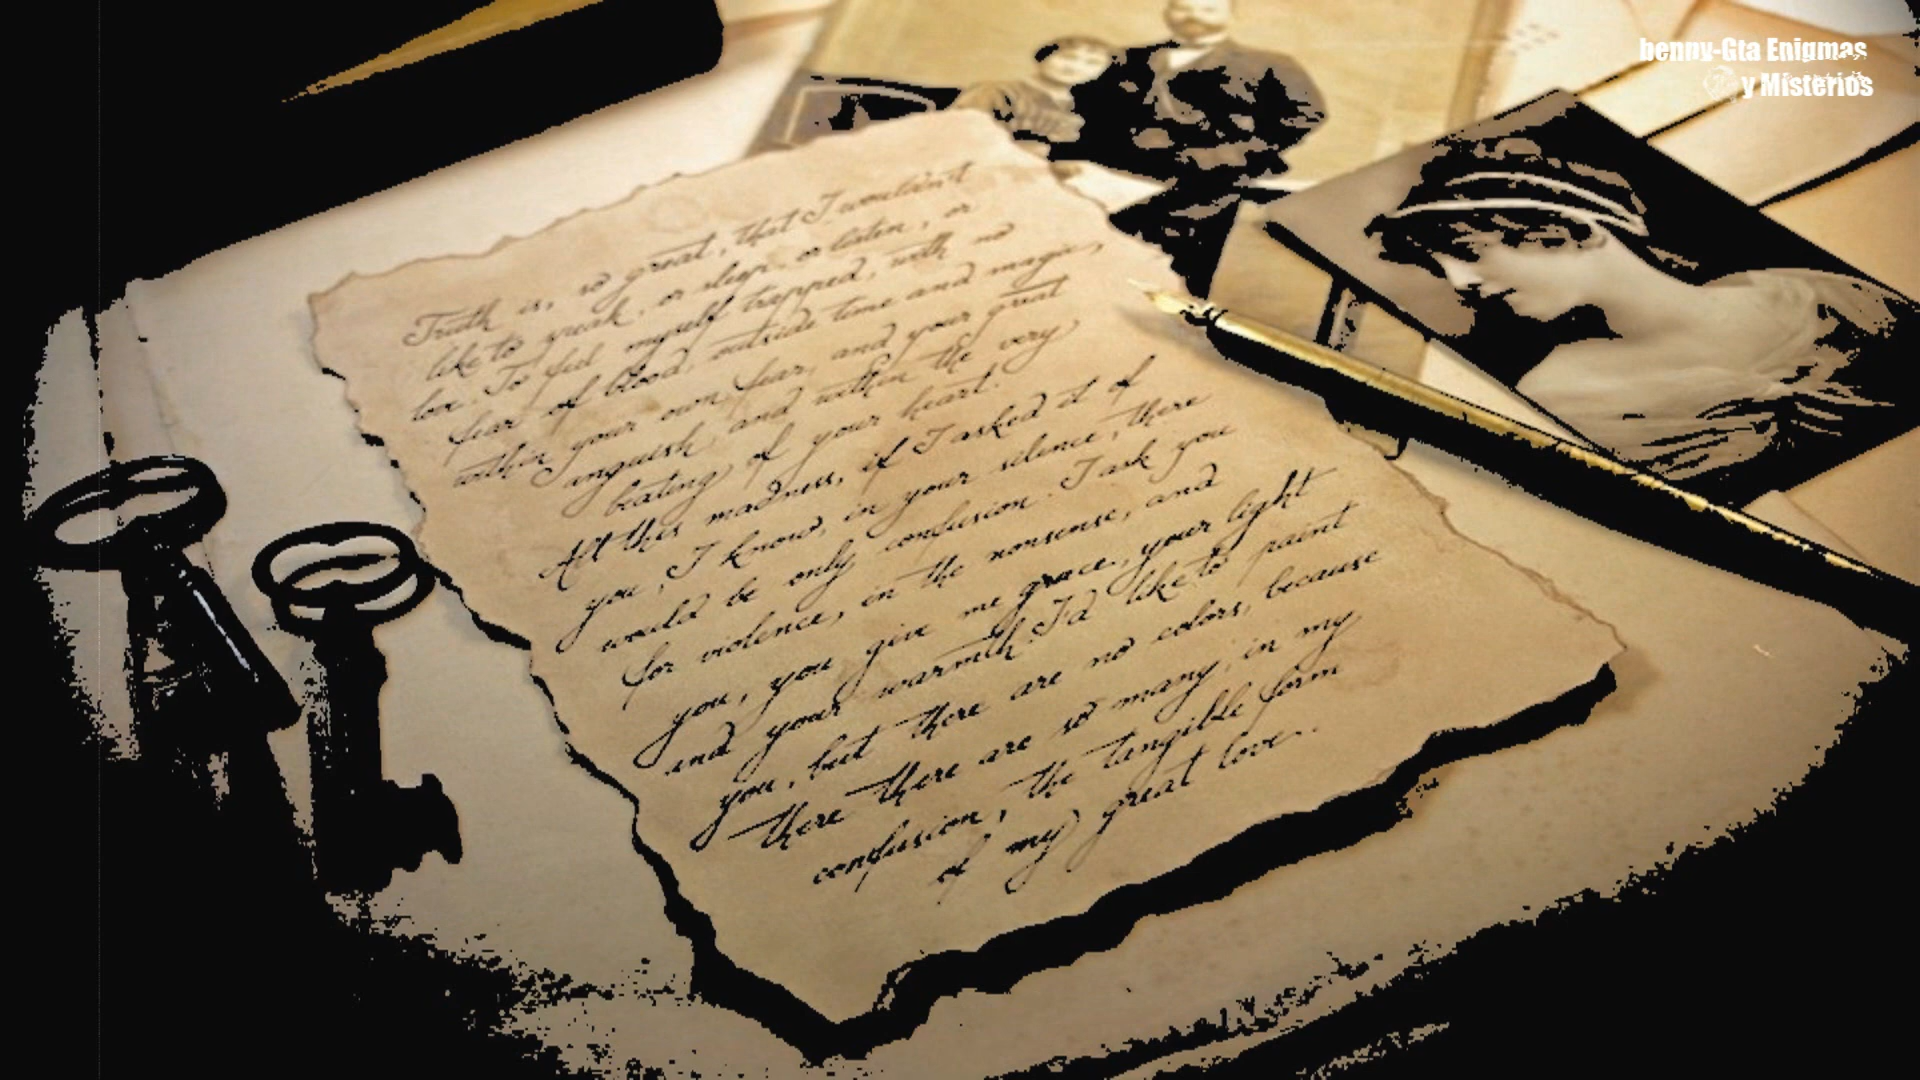 benny-Gta Enigmas
y Misterios
Truth is, so great, that I wouldn't
like to speak, or sleep, or listen, or
love. To feel myself trapped, with no
fear of blood, outside time and magic,
within your own fear, and your great
anguish, and within the very
beating of your heart.
All this madness, if I asked it of
you, I know, in your silence, there
would be only confusion. I ask you
for violence, in the nonsense, and
you, you give me grace, your light
and your warmth. I'd like to paint
you, but there are no colors, because
there there are so many, in my
confusion, the tangible form
of my great love..